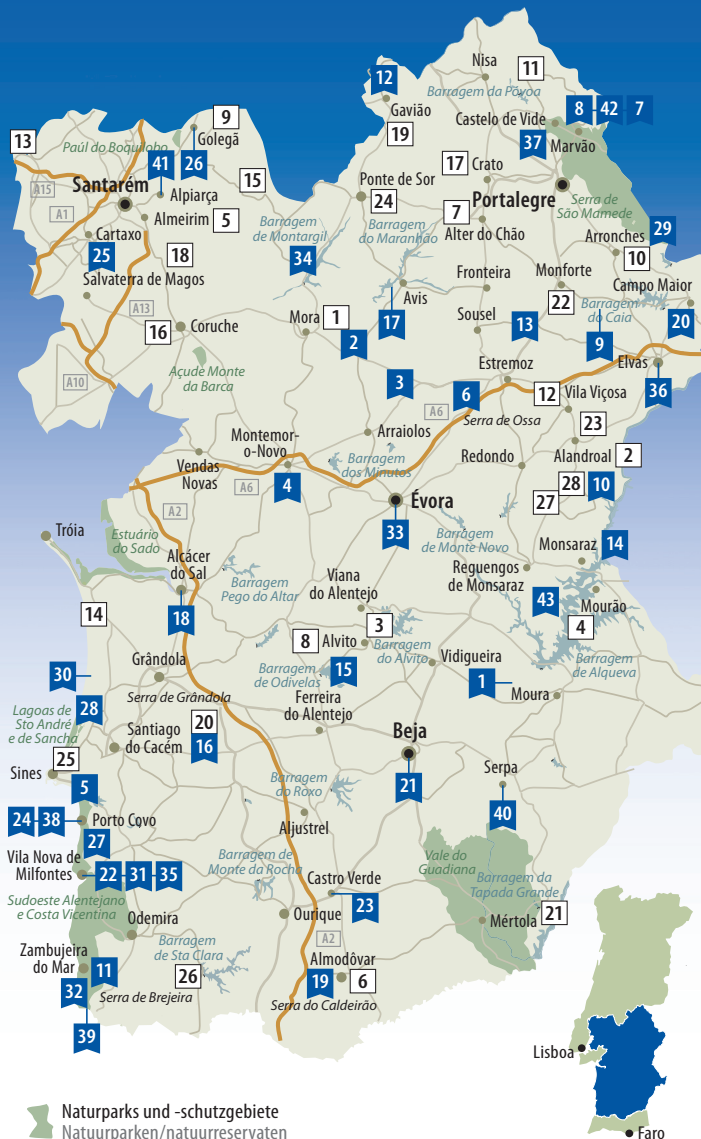 Nisa
11
12
Barragem da Póvoa
Gavião
8 42 7
Castelo de Vide
9
Golegã
19
13
Marvão
37
Paúl do Boquilobo
41
26
15
17
Crato
A15
Santarém
Alpiarça
Ponte de Sor
Portalegre
24
Serra de
São Mamede
A1
Almeirim
5
Barragem
de Montargil
Barragem
do Maranhão
7
Alter do Chão
29
Cartaxo
Arronches
25
18
34
10
Salvaterra de Magos
Fronteira
Monforte
Campo Maior
Avis
22
A13
Mora
1
17
Sousel
Barragem
do Caia
20
16
Coruche
2
13
9
Elvas
Açude Monte
da Barca
Estremoz
A10
3
6
12
Vila Viçosa
36
A6
Serra de Ossa
23
Arraiolos
Montemor-
o-Novo
Vendas
Novas
Barragem
dos Minutos
Redondo
Alandroal
2
4
28
10
A6
Évora
27
A2
Tróia
Estuário
do Sado
33
Barragem
de Monte Novo
Monsaraz
14
Alcácer
do Sal
Barragem
Pego do Altar
Reguengos
de Monsaraz
Viana
do Alentejo
43
Mourão
14
18
3
4
8
Alvito
Barragem
do Alvito
Grândola
Vidigueira
Barragem
de Alqueva
30
Serra de Grândola
Barragem
de Odivelas
15
1
Moura
28
Lagoas de
Sto André
e de Sancha
20
Ferreira
do Alentejo
Santiago
do Cacém
16
Beja
25
Sines
Serpa
5
Barragem
do Roxo
21
40
24 38
Porto Covo
Aljustrel
27
Vila Nova de
Milfontes
Barragem de
Monte da Rocha
Vale do
Guadiana
22 31 35
Castro Verde
Barragem da
Tapada Grande
Sudoeste Alentejano
e Costa Vicentina
23
Odemira
Ourique
21
Mértola
Barragem
de Sta Clara
A2
Zambujeira
do Mar
11
Almodôvar
26
19
6
32
Serra de Brejeira
Serra do Caldeirão
39
Lisboa
Naturparks und -schutzgebiete
Natuurparken/natuurreservaten
Faro